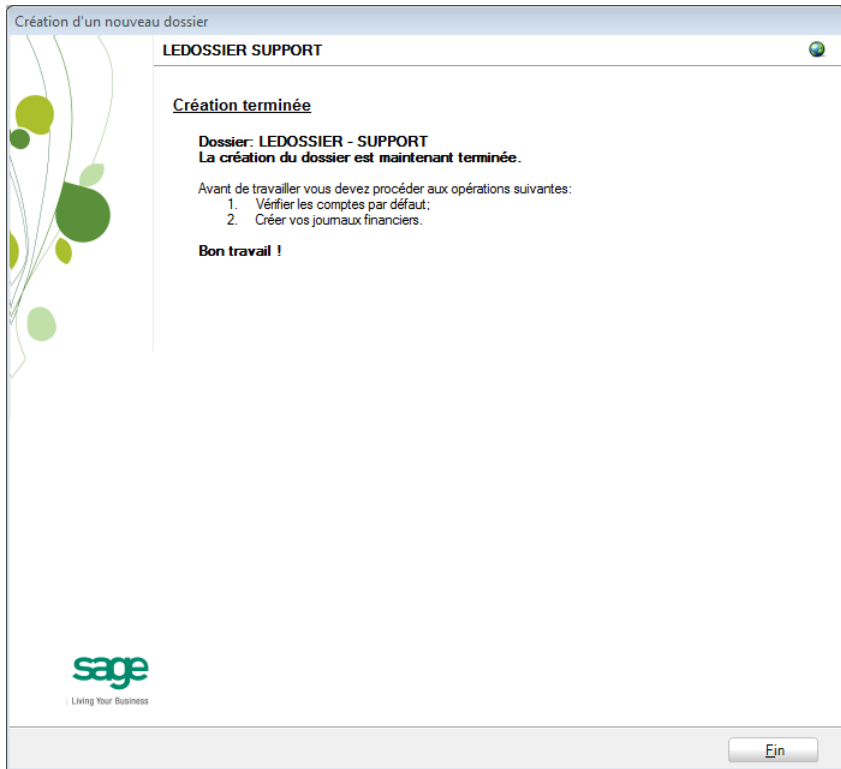 Création d'un nouveau dossier
LEDOSSIER SUPPORT
Création terminée
Dossier: LEDOSSIER - SUPPORT
La création du dossier est maintenant terminée.
Avant de travailler vous devez procéder aux opérations suivantes:
1. Vérifier les comptes par défaut;
2. Créer vos journaux financiers.
Bon travail !
sage
Living Your Business
Fin